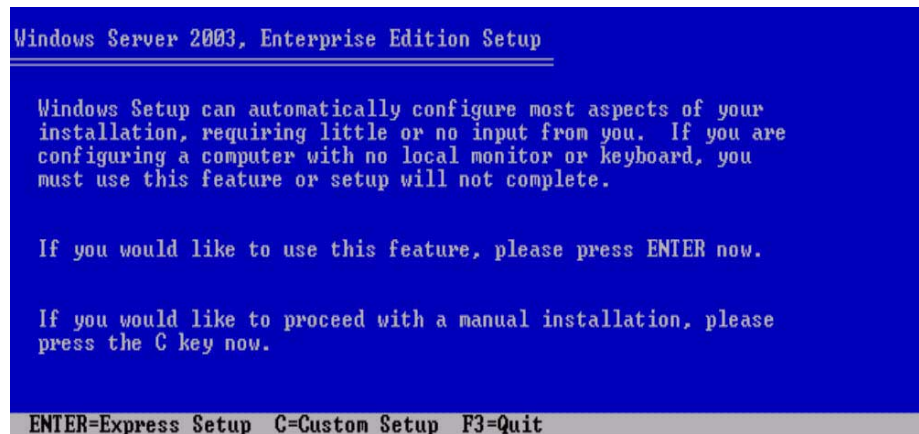 Windows Server 2003, Enterprise Edition Setup
Windows Setup can automatically configure most aspects of your
installation, requiring little or no input from you.  If you are
configuring a computer with no local monitor or keyboard, you
must use this feature or setup will not complete.
If you would like to use this feature, please press ENTER now.
If you would like to proceed with a manual installation, please
press the C key now.
ENTER=Express Setup  C=Custom Setup  F3=Quit